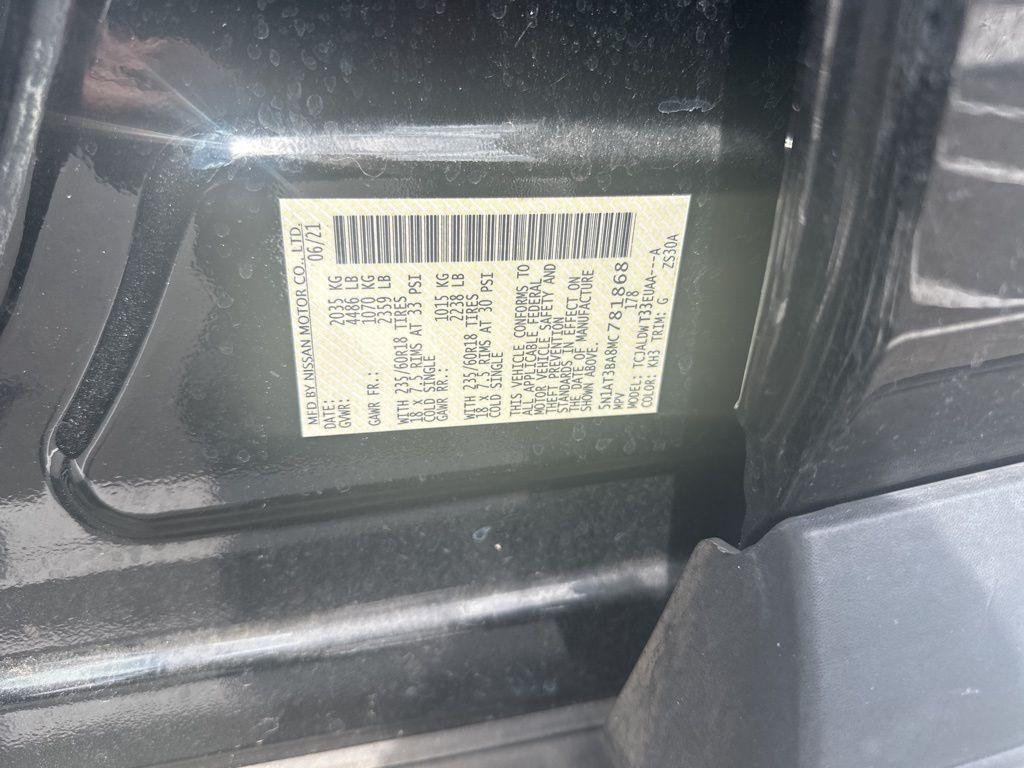 MFD BY NISSAN MOTOR CO., LTD.
DATE: 06/21
GVWR: 2035 KG
4486 LB
GAWR FR.: 1070 KG
2359 LB
WITH 235/60R18 TIRES
18 X 7.5 RIMS AT 33 PSI
COLD SINGLE
GAWR RR.: 1015 KG
2238 LB
WITH 235/60R18 TIRES
18 X 7.5 RIMS AT 30 PSI
COLD SINGLE
THIS VEHICLE CONFORMS TO
ALL APPLICABLE FEDERAL
MOTOR VEHICLE SAFETY AND
THEFT PREVENTION
STANDARDS IN EFFECT ON
THE DATE OF MANUFACTURE
SHOWN ABOVE.
5N1AT3BA8MC781868
MPV 178
MODEL: TCJALDWT33EUAA---A
COLOR: KH3 TRIM: G
ZS30A